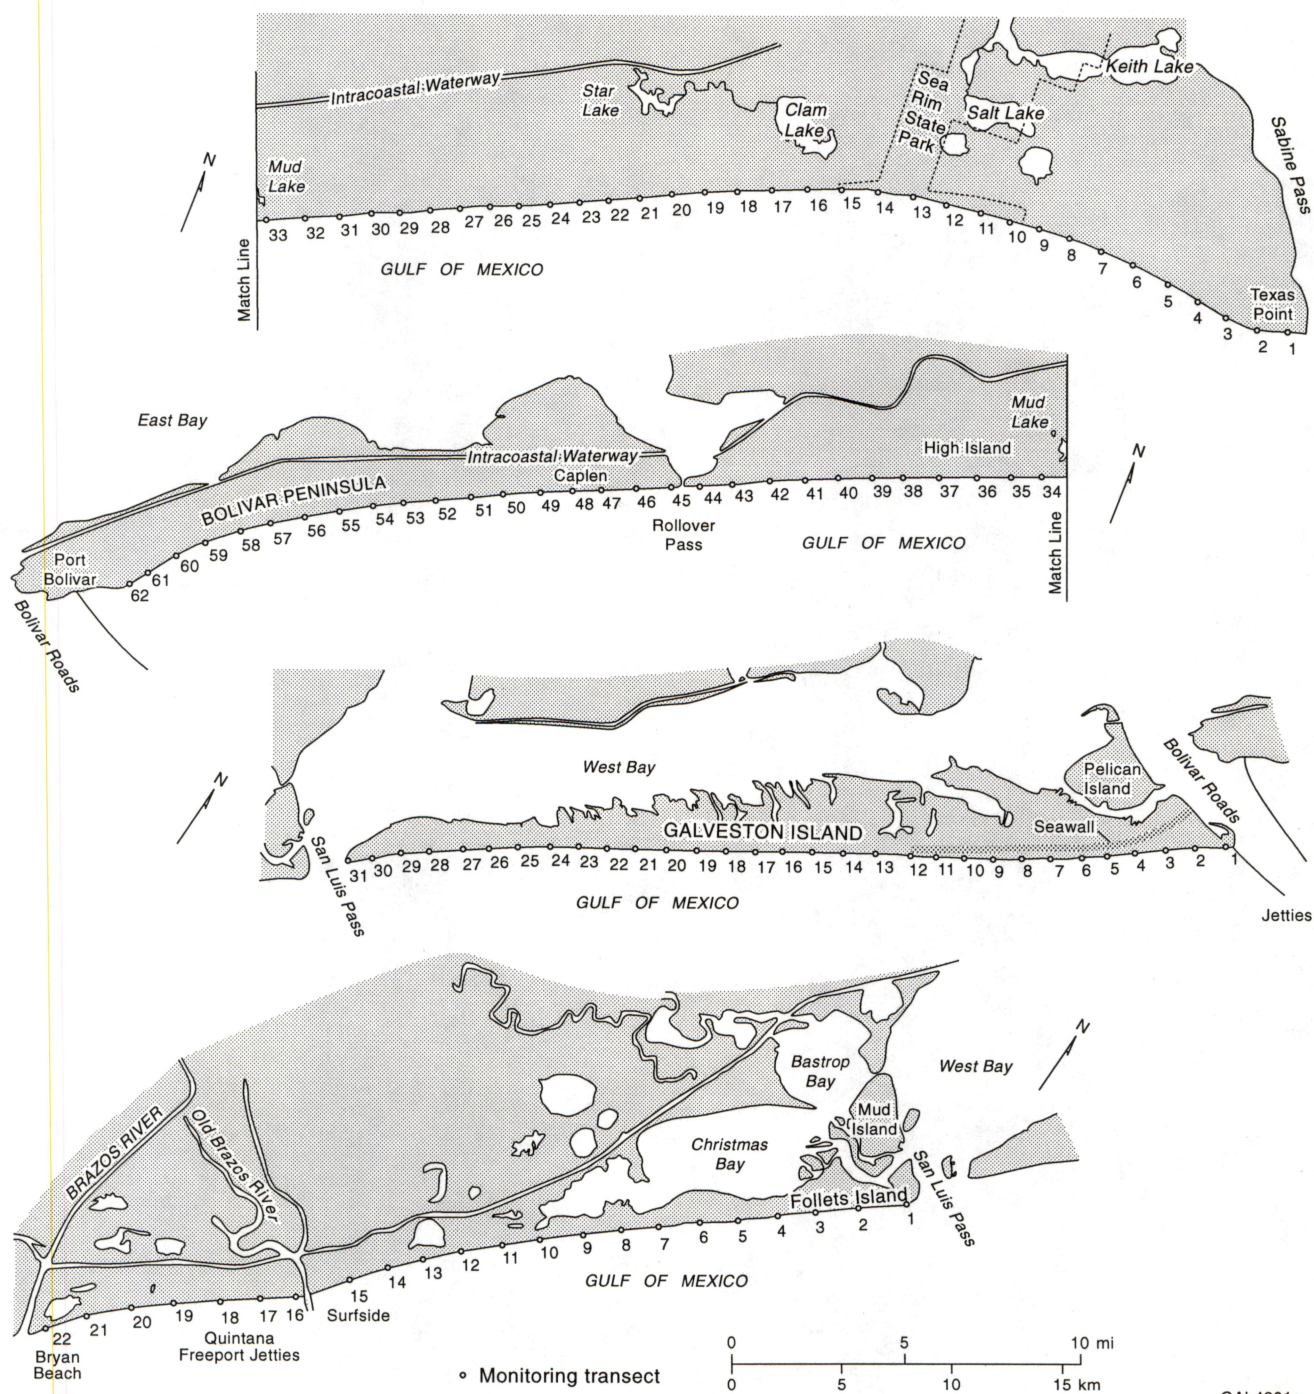 Intracoastal Waterway
Star
Lake
Clam
Lake
Sea
Rim
State
Park
Salt Lake
Keith Lake
Sabine Pass
N
Mud
Lake
33 32 31 30 29 28 27 26 25 24 23 22 21 20 19 18 17 16 15 14 13 12 11 10 9 8 7 6 5 4 3 2 1
Texas
Point
Match Line
GULF OF MEXICO
East Bay
Intracoastal Waterway
Caplen
BOLIVAR PENINSULA
Mud
Lake
High Island
N
62 61 60 59 58 57 56 55 54 53 52 51 50 49 48 47 46 45 44 43 42 41 40 39 38 37 36 35 34
Rollover
Pass
GULF OF MEXICO
Match Line
Port
Bolivar
Bolivar Roads
N
West Bay
Pelican
Island
Bolivar Roads
GALVESTON ISLAND
Seawall
San Luis Pass
31 30 29 28 27 26 25 24 23 22 21 20 19 18 17 16 15 14 13 12 11 10 9 8 7 6 5 4 3 2 1
GULF OF MEXICO
Jetties
N
BRAZOS RIVER
Old Brazos River
Bastrop
Bay
West Bay
Mud
Island
Christmas
Bay
Follets Island
San Luis Pass
22 21 20 19 18 17 16 15 14 13 12 11 10 9 8 7 6 5 4 3 2 1
GULF OF MEXICO
Surfside
Quintana
Freeport Jetties
Bryan
Beach
Monitoring transect
0 5 10 mi
0 5 10 15 km